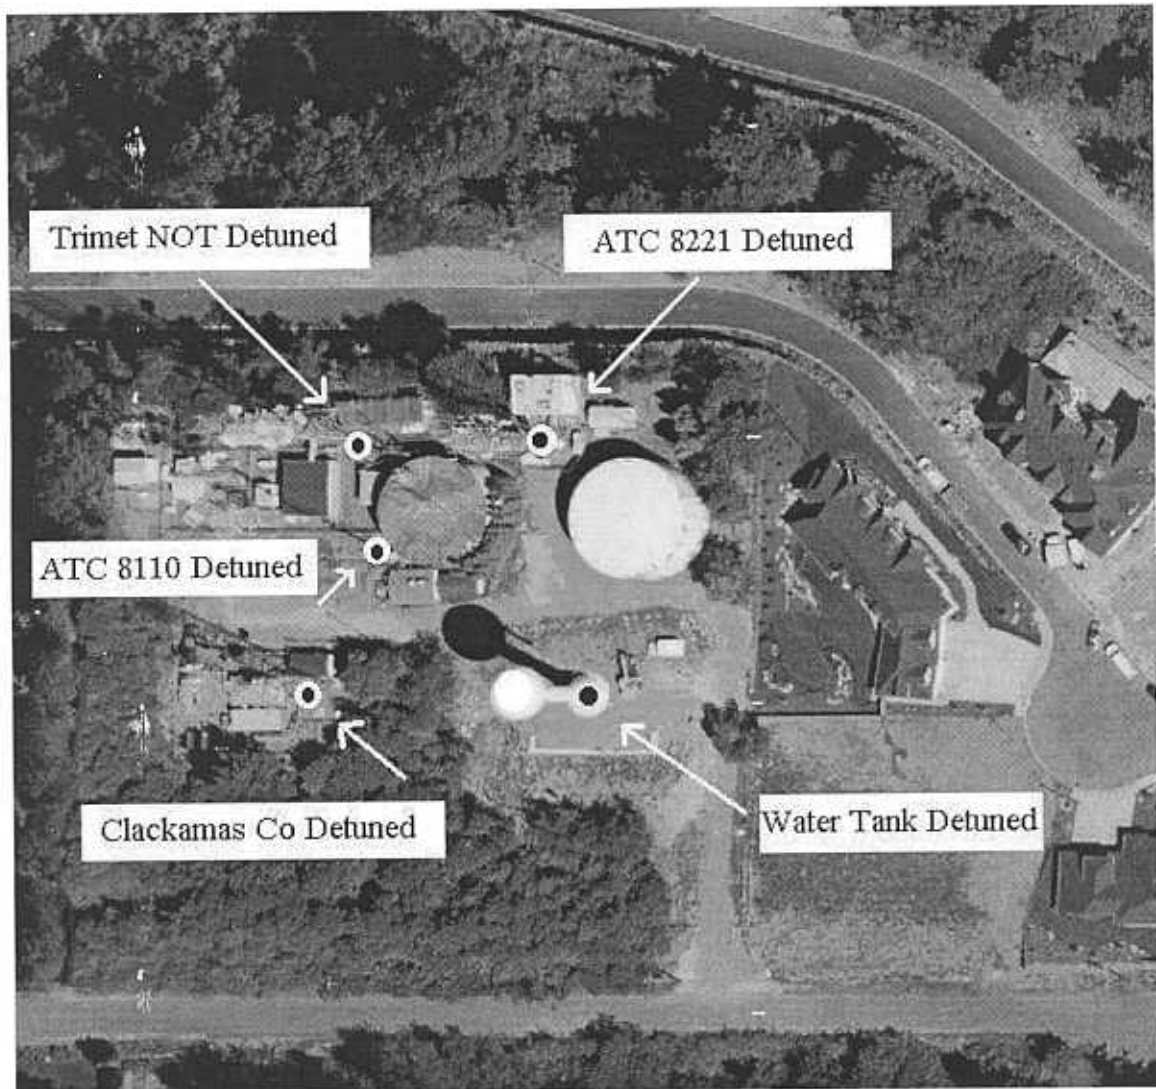 Trimet NOT Detuned
ATC 8221 Detuned
ATC 8110 Detuned
Clackamas Co Detuned
Water Tank Detuned